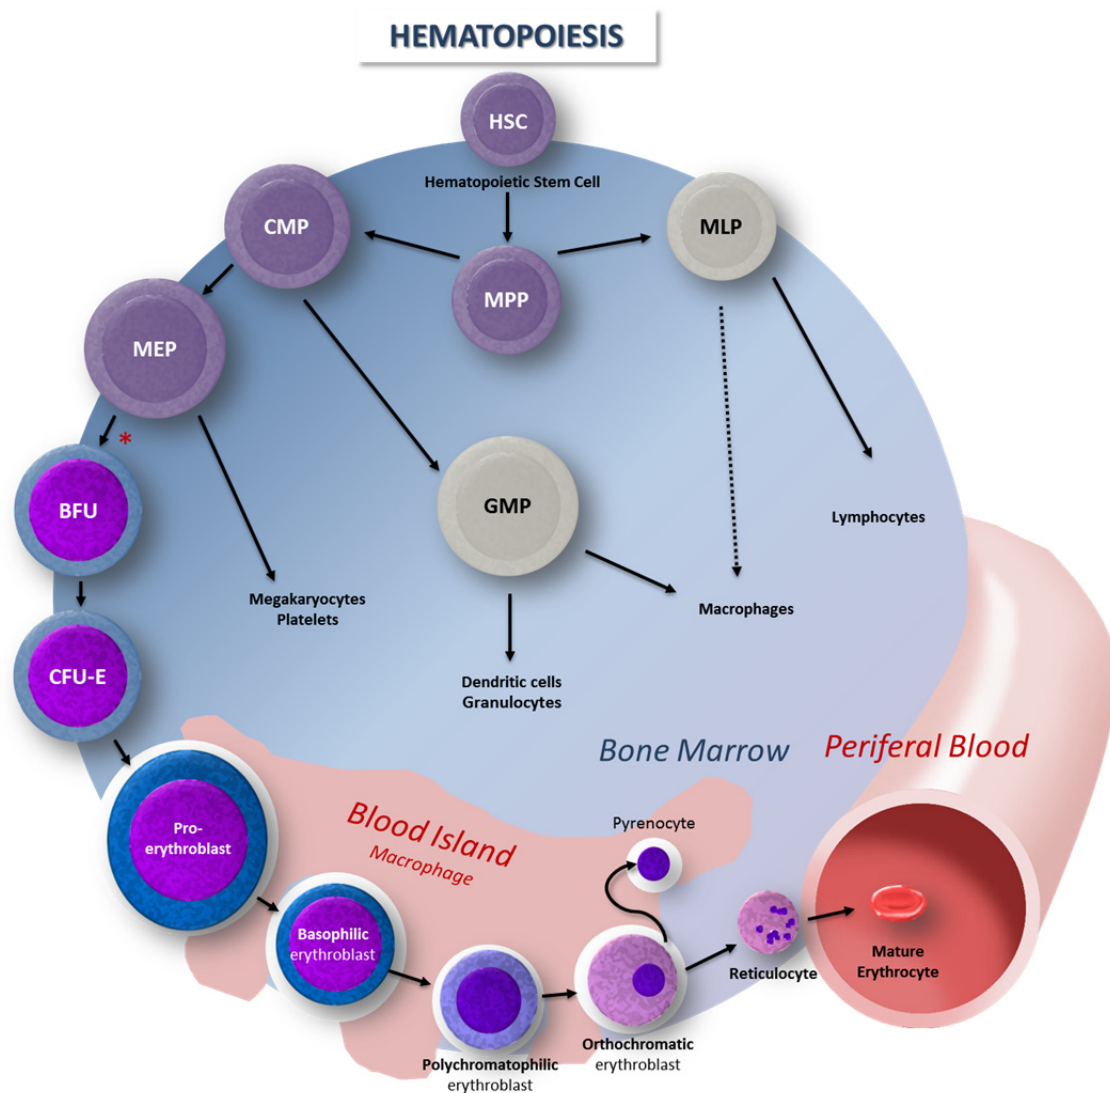 HEMATOPOIESIS
HSC
Hematopoietic Stem Cell
CMP
MLP
MPP
MEP
*
BFU
GMP
Lymphocytes
Megakaryocytes
Platelets
Macrophages
CFU-E
Dendritic cells
Granulocytes
Bone Marrow
Periferal Blood
Blood Island
Macrophage
Pro-
erythroblast
Pyrenocyte
Basophilic
erythroblast
Reticulocyte
Mature
Erythrocyte
Polychromatophilic
erythroblast
Orthochromatic
erythroblast